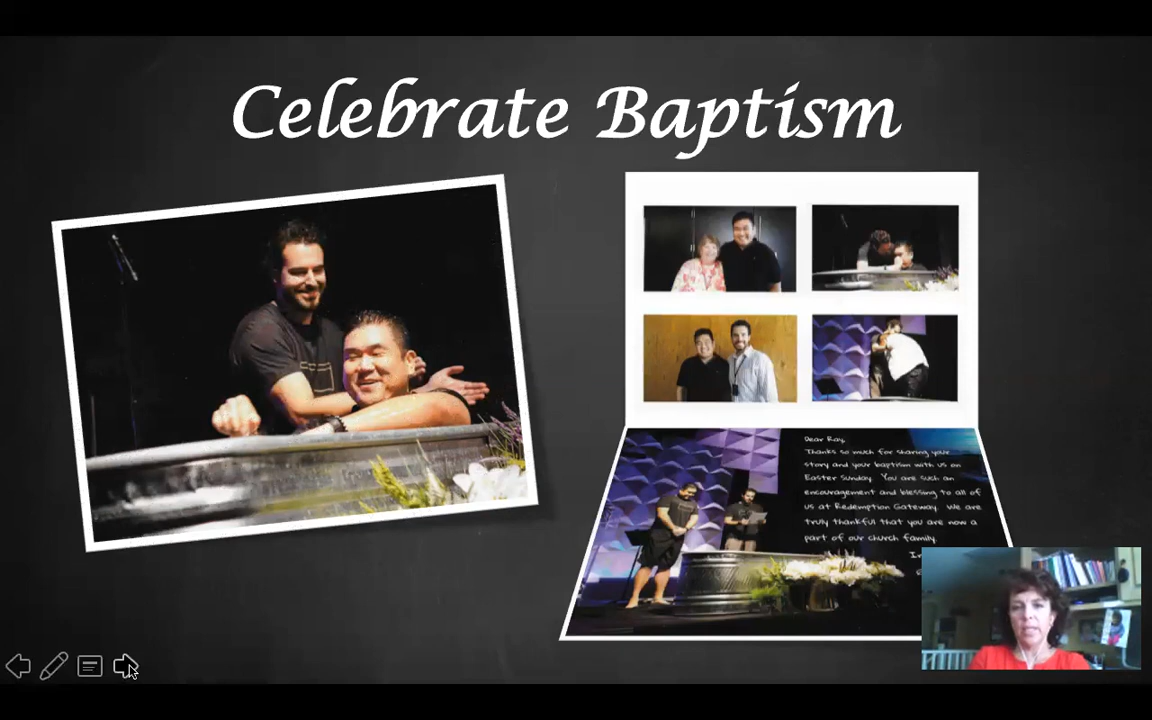 Celebrate Baptism
Dear Ray,
Thanks so much for sharing your
story and your baptism with us on
Easter Sunday. You are such an
encouragement and blessing to all of
us at Redemption Gateway. We are
truly thankful that you are now a
part of our church family.